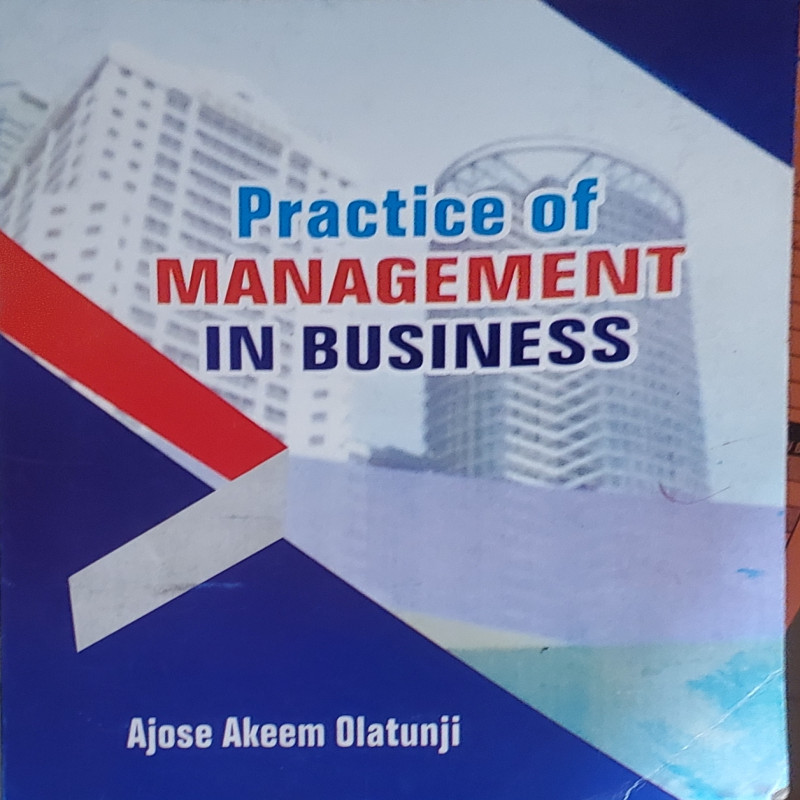 Practice of
MANAGEMENT
IN BUSINESS
Ajose Akeem Olatunji